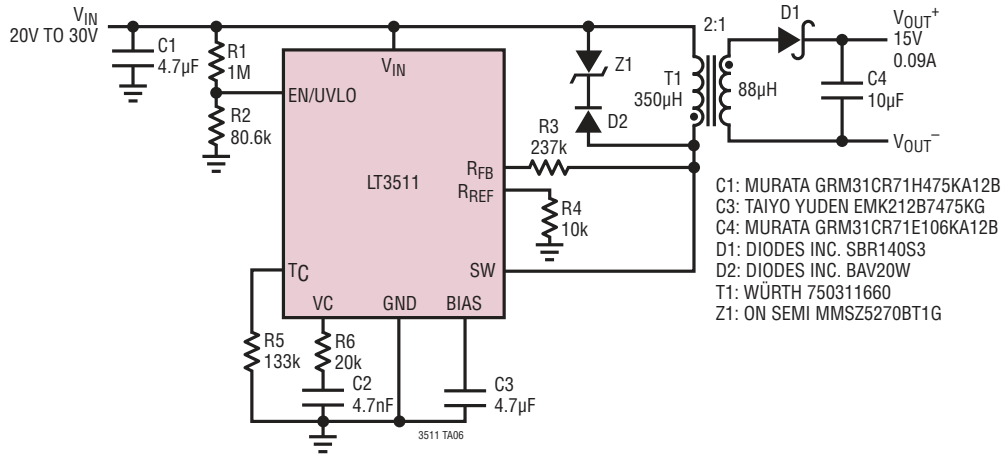 VIN
20V TO 30V
C1
4.7µF
R1
1M
R2
80.6k
EN/UVLO
VIN
LT3511
RFB
RREF
SW
TC
VC
GND
BIAS
Z1
D2
R3
237k
R4
10k
T1
350µH
2:1
88µH
D1
VOUT+
15V
0.09A
C4
10µF
VOUT–
R5
133k
R6
20k
C2
4.7nF
C3
4.7µF
3511 TA06
C1: MURATA GRM31CR71H475KA12B
C3: TAIYO YUDEN EMK212B7475KG
C4: MURATA GRM31CR71E106KA12B
D1: DIODES INC. SBR140S3
D2: DIODES INC. BAV20W
T1: WÜRTH 750311660
Z1: ON SEMI MMSZ5270BT1G